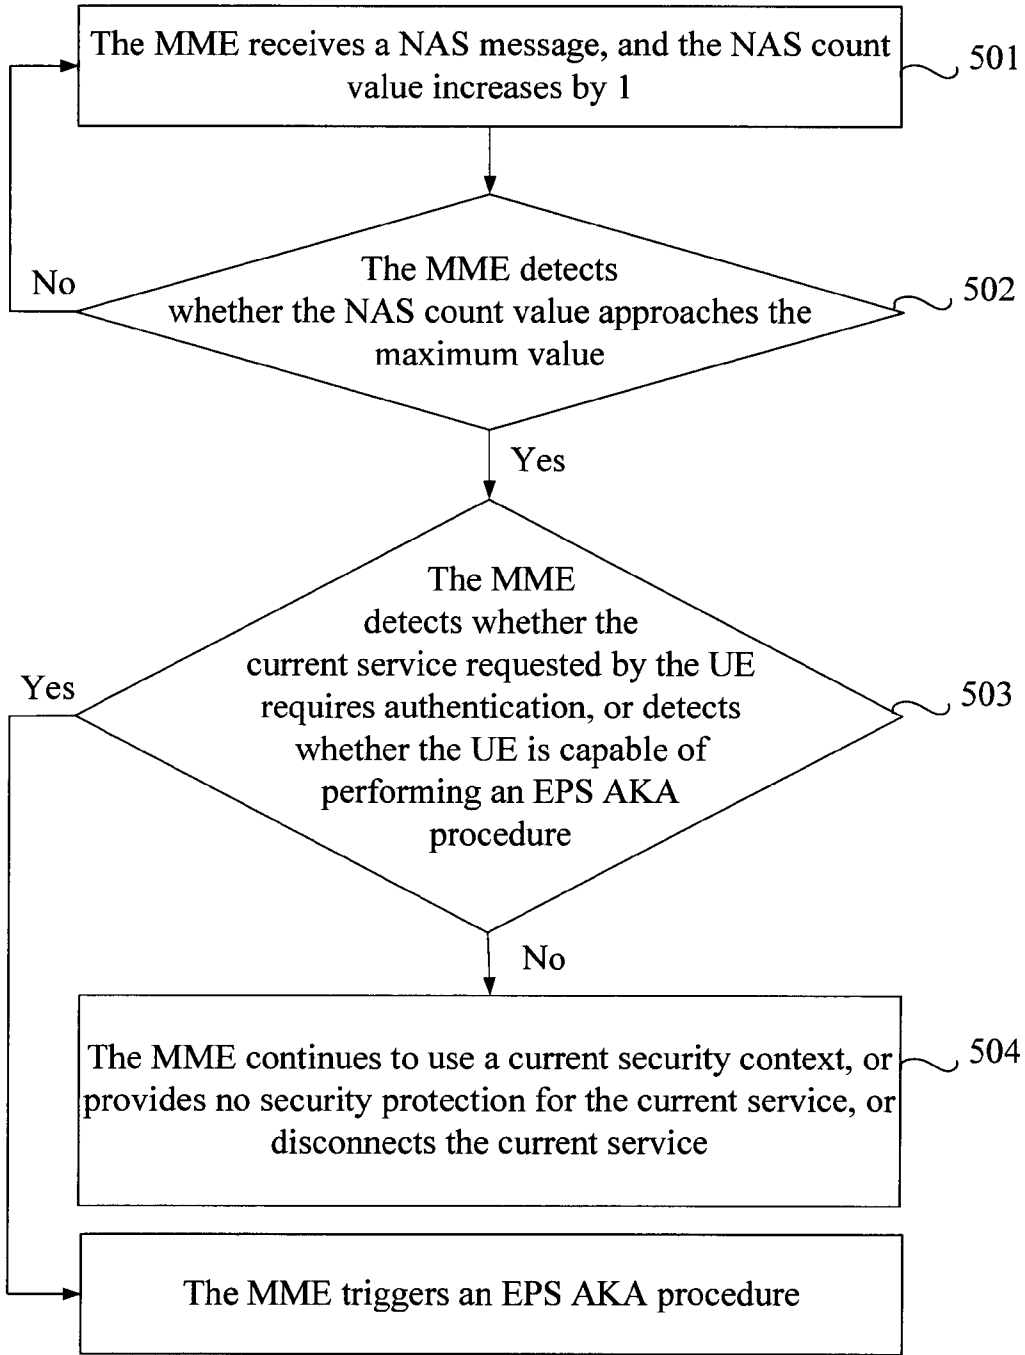 The MME receives a NAS message, and the NAS count
value increases by 1
501
The MME detects
whether the NAS count value approaches the
maximum value
502
No
Yes
The MME
detects whether the
current service requested by the UE
requires authentication, or detects
whether the UE is capable of
performing an EPS AKA
procedure
503
Yes
No
The MME continues to use a current security context, or
provides no security protection for the current service, or
disconnects the current service
504
The MME triggers an EPS AKA procedure